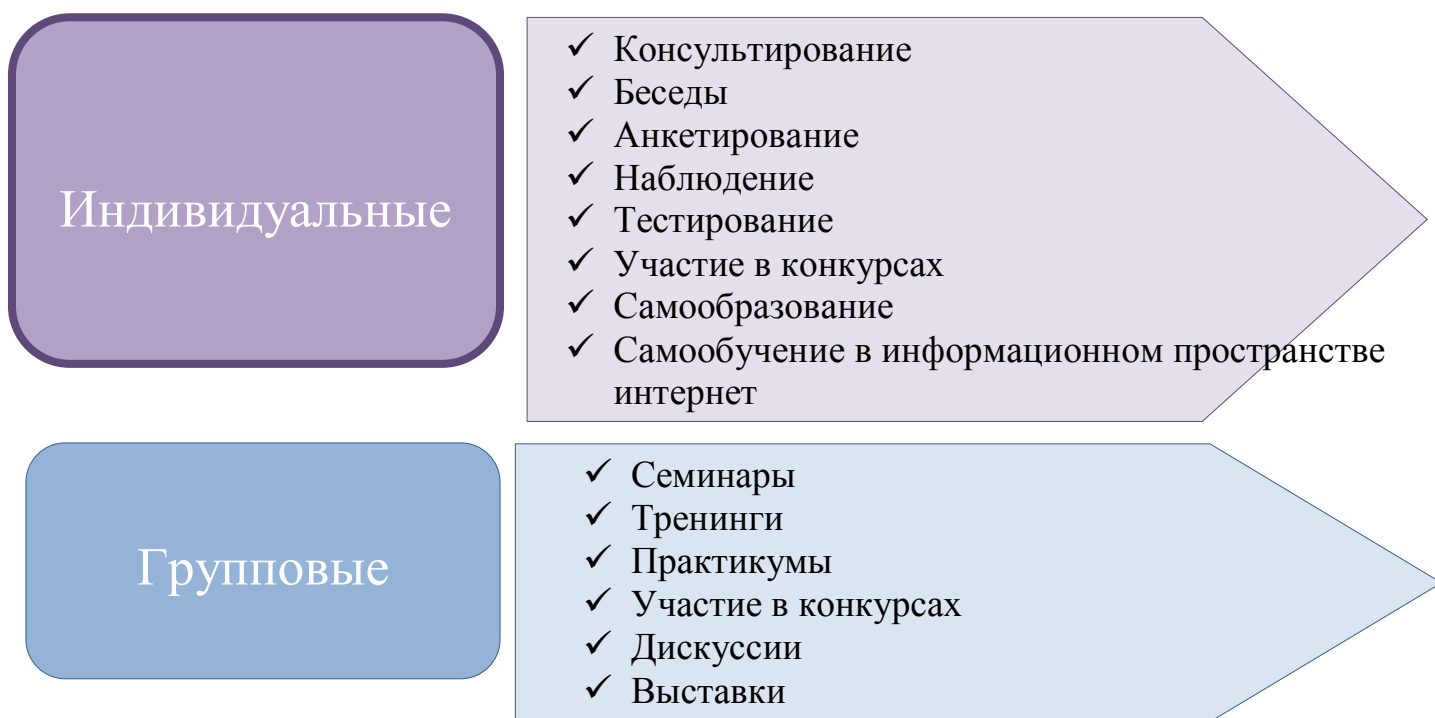 Индивидуальные
✓ Консультирование
✓ Беседы
✓ Анкетирование
✓ Наблюдение
✓ Тестирование
✓ Участие в конкурсах
✓ Самообразование
✓ Самообучение в информационном пространстве
интернет
Групповые
✓ Семинары
✓ Тренинги
✓ Практикумы
✓ Участие в конкурсах
✓ Дискуссии
✓ Выставки